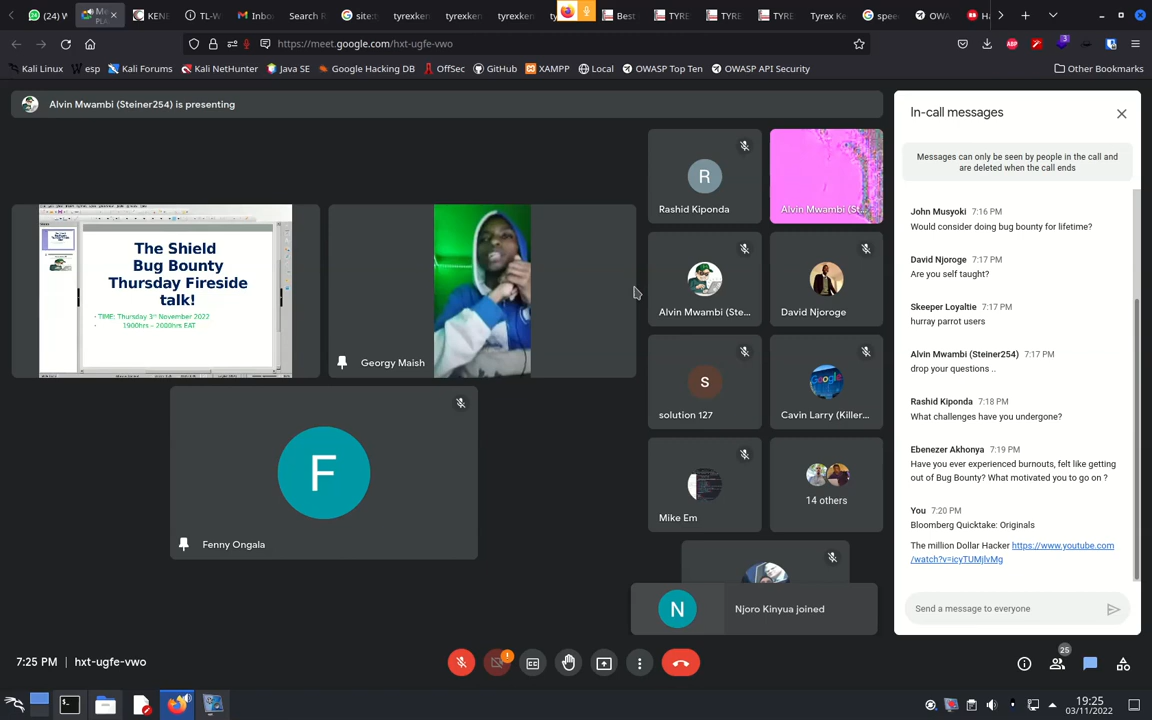 (24) W
Me
PLA
KENE
TL-W
Inbo
Search R
site:t
tyrexken
tyrexken
tyrexken
Best
TYRE
TYRE
Tyrex Ke
spee
OWA
https://meet.google.com/hxt-ugfe-vwo
ABP
3
Kali Linux
esp
Kali Forums
Kali NetHunter
Java SE
Google Hacking DB
OffSec
GitHub
XAMPP
Local
OWASP Top Ten
OWASP API Security
Other Bookmarks
Alvin Mwambi (Steiner254) is presenting
The Shield
Bug Bounty
Thursday Fireside
talk!
TIME: Thursday 3rd November 2022
1900hrs – 2000hrs EAT
Georgy Maish
F
Fenny Ongala
R
Rashid Kiponda
Alvin Mwambi (St...
Alvin Mwambi (Ste...
David Njoroge
s
solution 127
Google
Cavin Larry (Killer...
Mike Em
14 others
N
Njoro Kinyua joined
In-call messages
Messages can only be seen by people in the call and
are deleted when the call ends
John Musyoki 7:16 PM
Would consider doing bug bounty for lifetime?
David Njoroge 7:17 PM
Are you self taught?
Skeeper Loyaltie 7:17 PM
hurray parrot users
Alvin Mwambi (Steiner254) 7:17 PM
drop your questions ..
Rashid Kiponda 7:18 PM
What challenges have you undergone?
Ebenezer Akhonya 7:19 PM
Have you ever experienced burnouts, felt like getting
out of Bug Bounty? What motivated you to go on ?
You 7:20 PM
Bloomberg Quicktake: Originals
The million Dollar Hacker https://www.youtube.com
/watch?v=icyTUMjlvMg
Send a message to everyone
7:25 PM | hxt-ugfe-vwo
25
19:25
03/11/2022